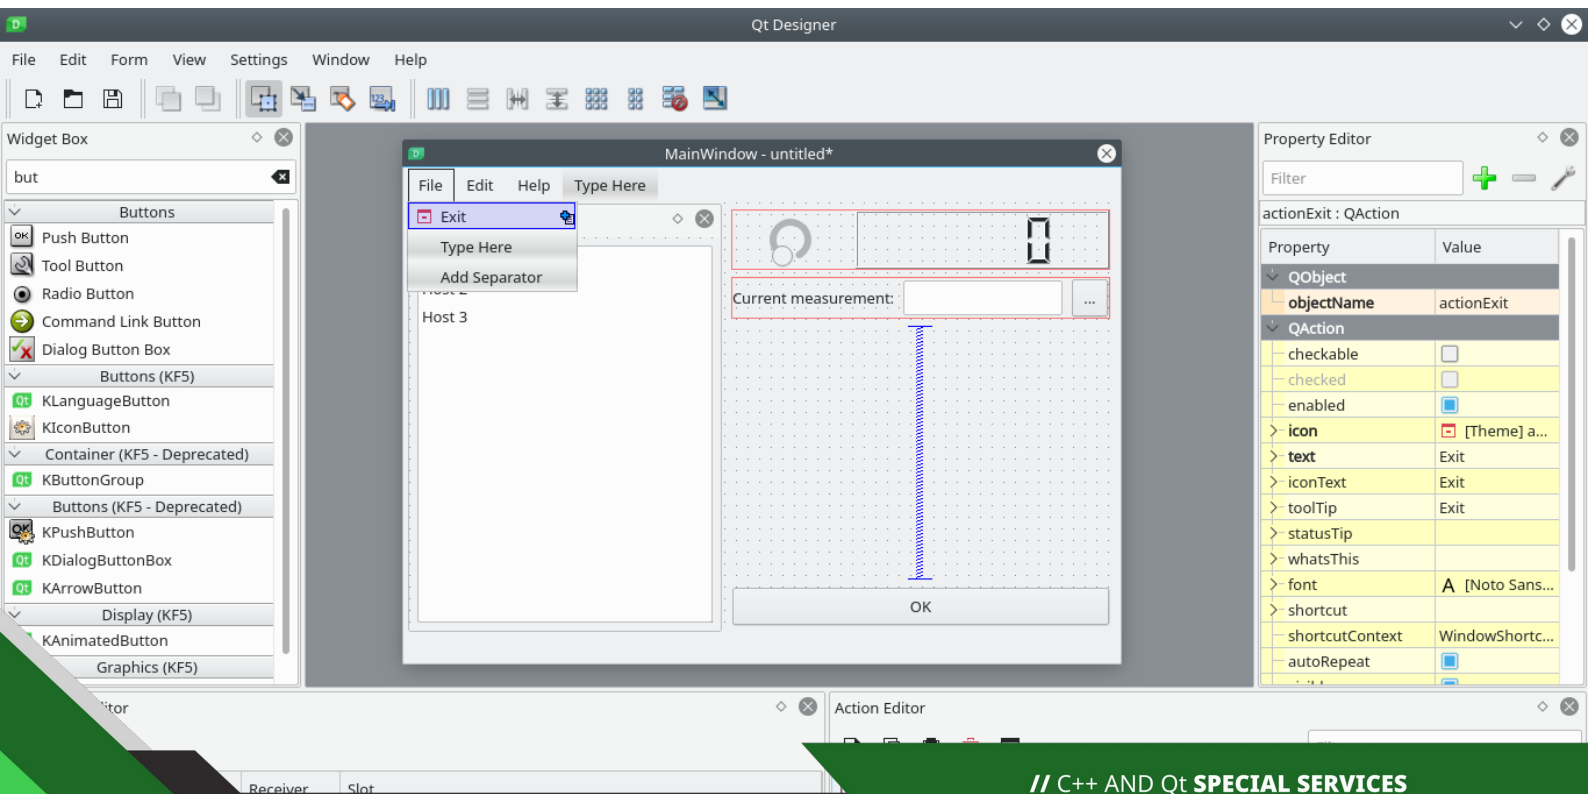 Qt Designer
File Edit Form View Settings Window Help
Widget Box
but
Buttons
Push Button
Tool Button
Radio Button
Command Link Button
Dialog Button Box
Buttons (KF5)
KLanguageButton
KIconButton
Container (KF5 - Deprecated)
KButtonGroup
Buttons (KF5 - Deprecated)
KPushButton
KDialogButtonBox
KArrowButton
Display (KF5)
KAnimatedButton
Graphics (KF5)
MainWindow - untitled*
File Edit Help Type Here
Exit
Type Here
Add Separator
Host 2
Host 3
0
Current measurement:
...
OK
Property Editor
Filter
actionExit : QAction
Property Value
QObject
objectName actionExit
QAction
checkable
checked
enabled
icon [Theme] a...
text Exit
iconText Exit
toolTip Exit
statusTip
whatsThis
font A [Noto Sans...
shortcut
shortcutContext WindowShortc...
autoRepeat
itor
Receiver Slot
Action Editor
// C++ AND Qt SPECIAL SERVICES